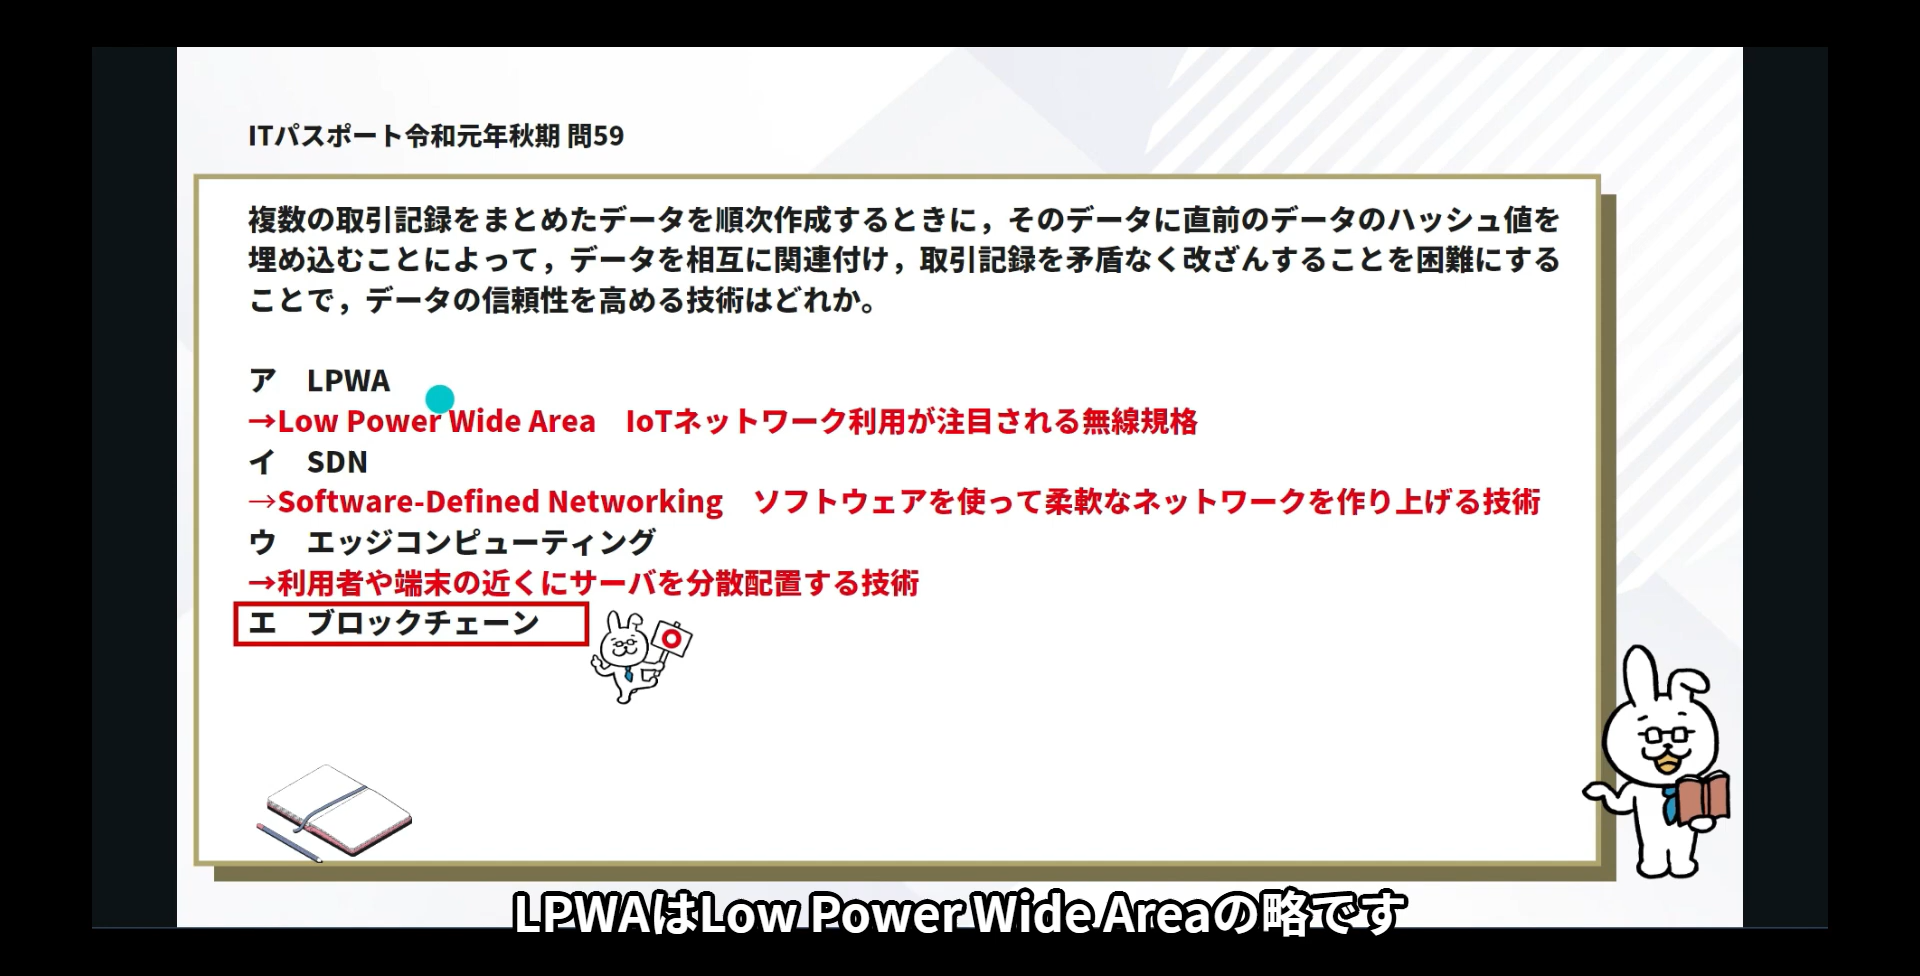 ITパスポート令和元年秋期 問59
複数の取引記録をまとめたデータを順次作成するときに，そのデータに直前のデータのハッシュ値を
埋め込むことによって，データを相互に関連付け，取引記録を矛盾なく改ざんすることを困難にする
ことで，データの信頼性を高める技術はどれか。
ア　LPWA
→Low Power Wide Area　IoTネットワーク利用が注目される無線規格
イ　SDN
→Software-Defined Networking　ソフトウェアを使って柔軟なネットワークを作り上げる技術
ウ　エッジコンピューティング
→利用者や端末の近くにサーバを分散配置する技術
エ　ブロックチェーン
LPWAはLow Power Wide Areaの略です